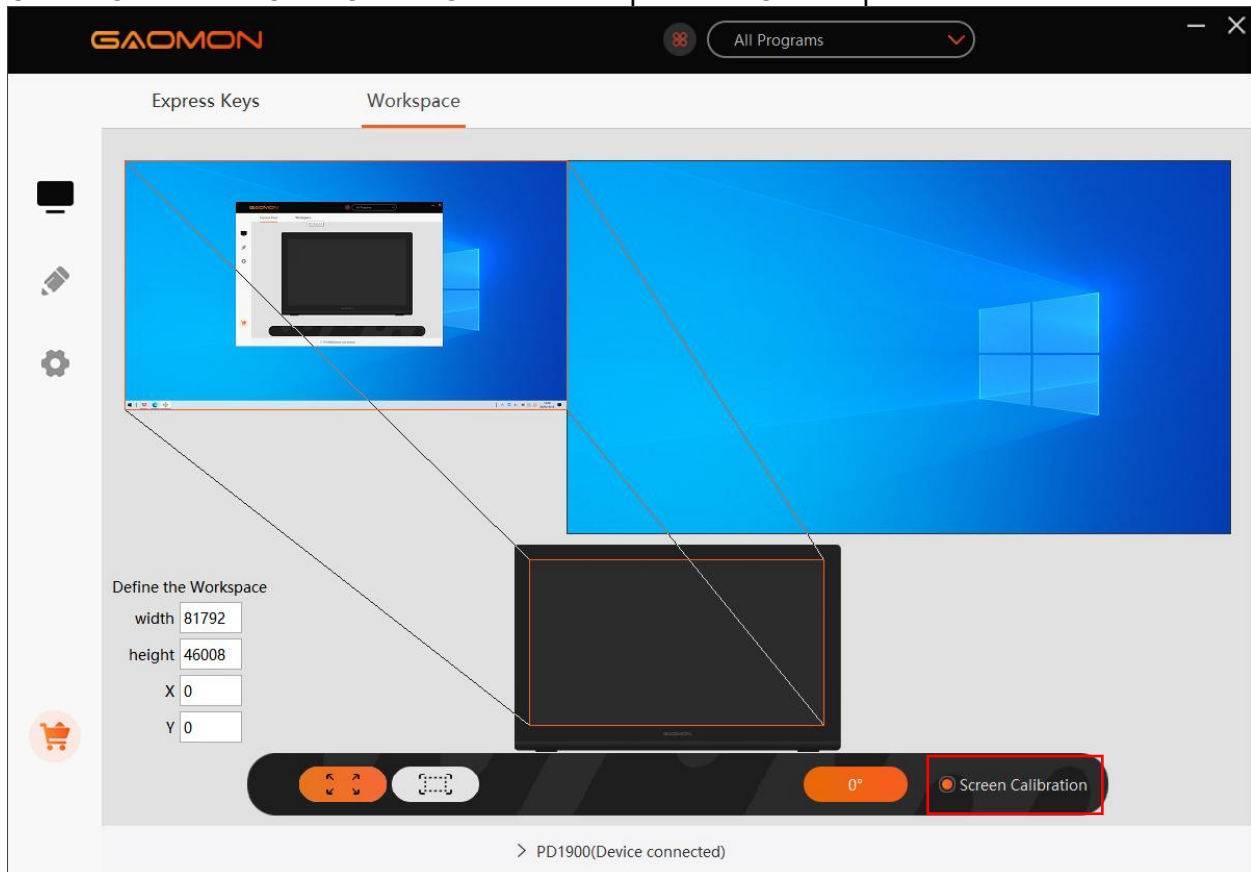 GAOMON
All Programs
Express Keys
Workspace
Define the Workspace
width 81792
height 46008
X 0
Y 0
0°
Screen Calibration
PD1900(Device connected)